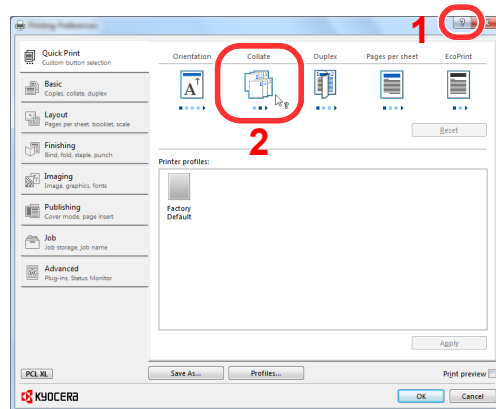 Printing Preferences
1
?
Quick Print
Custom button selection
Basic
Copies, collate, duplex
Layout
Pages per sheet, booklet, scale
Finishing
Bind, fold, staple, punch
Imaging
Image, graphics, fonts
Publishing
Cover mode, page insert
Job
Job storage, job name
Advanced
Plug-ins, Status Monitor
Orientation Collate Duplex Pages per sheet EcoPrint
A
?
2
Reset
Printer profiles:
Factory
Default
Apply
PCL XL Save As... Profiles... Print preview
KYOCERA OK Cancel